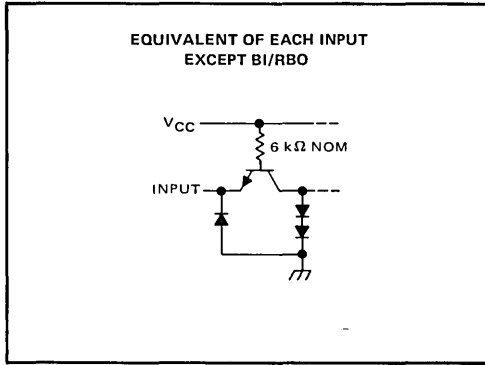 EQUIVALENT OF EACH INPUT
EXCEPT BI/RBO
VCC
6 kΩ NOM
INPUT